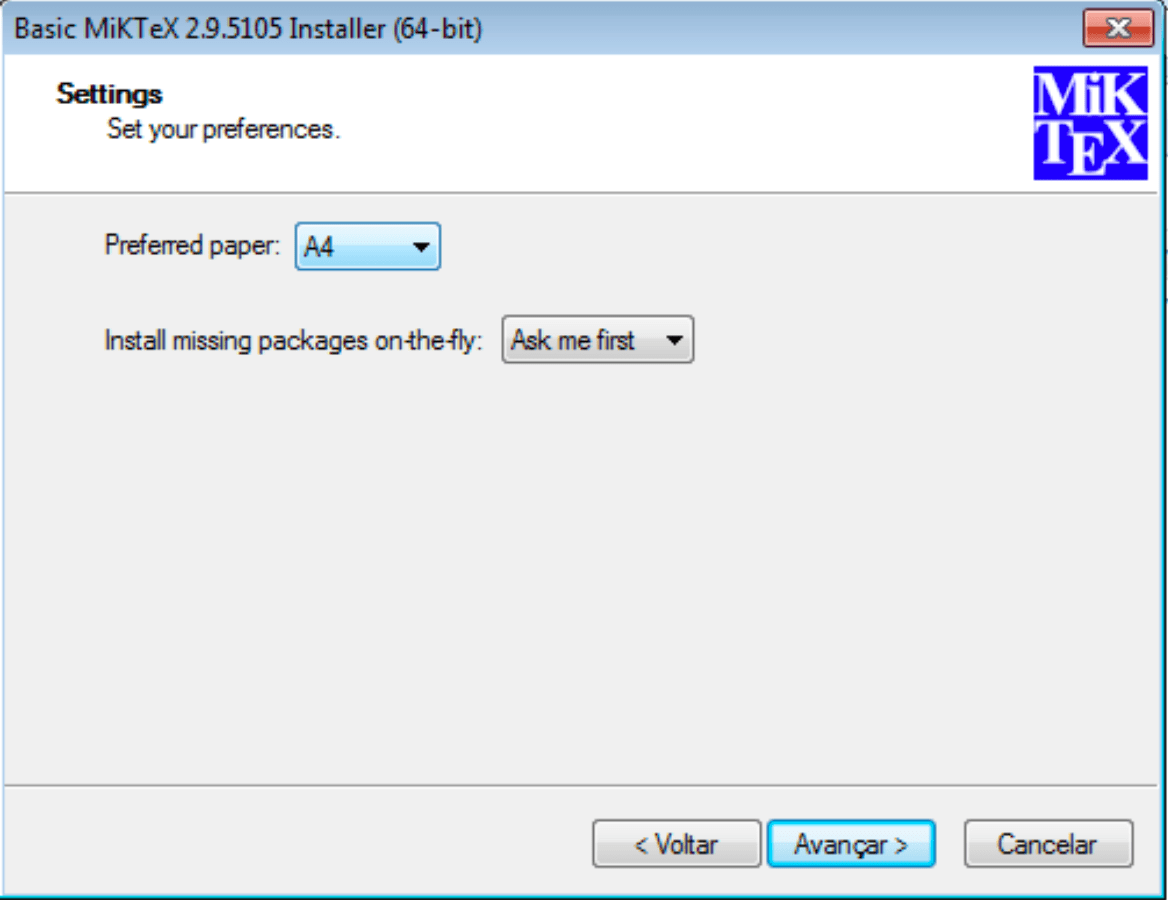 Basic MiKTeX 2.9.5105 Installer (64-bit)
Settings
Set your preferences.
MiK
TEX
Preferred paper: A4
Install missing packages on-the-fly: Ask me first
< Voltar Avançar > Cancelar